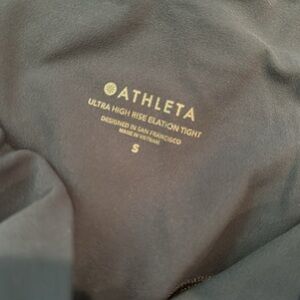 ATHLETA
ULTRA HIGH RISE ELATION TIGHT
DESIGNED IN SAN FRANCISCO
MADE IN VIETNAM
S